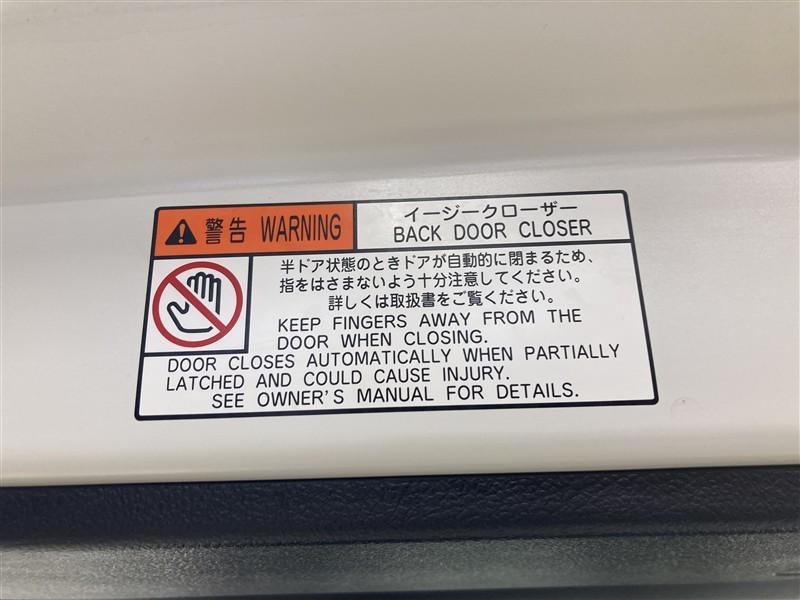 警告 WARNING
イージークローザー
BACK DOOR CLOSER
半ドア状態のときドアが自動的に閉まるため、
指をはさまないよう十分注意してください。
詳しくは取扱書をご覧ください。
KEEP FINGERS AWAY FROM THE
DOOR WHEN CLOSING.
DOOR CLOSES AUTOMATICALLY WHEN PARTIALLY
LATCHED AND COULD CAUSE INJURY.
SEE OWNER'S MANUAL FOR DETAILS.